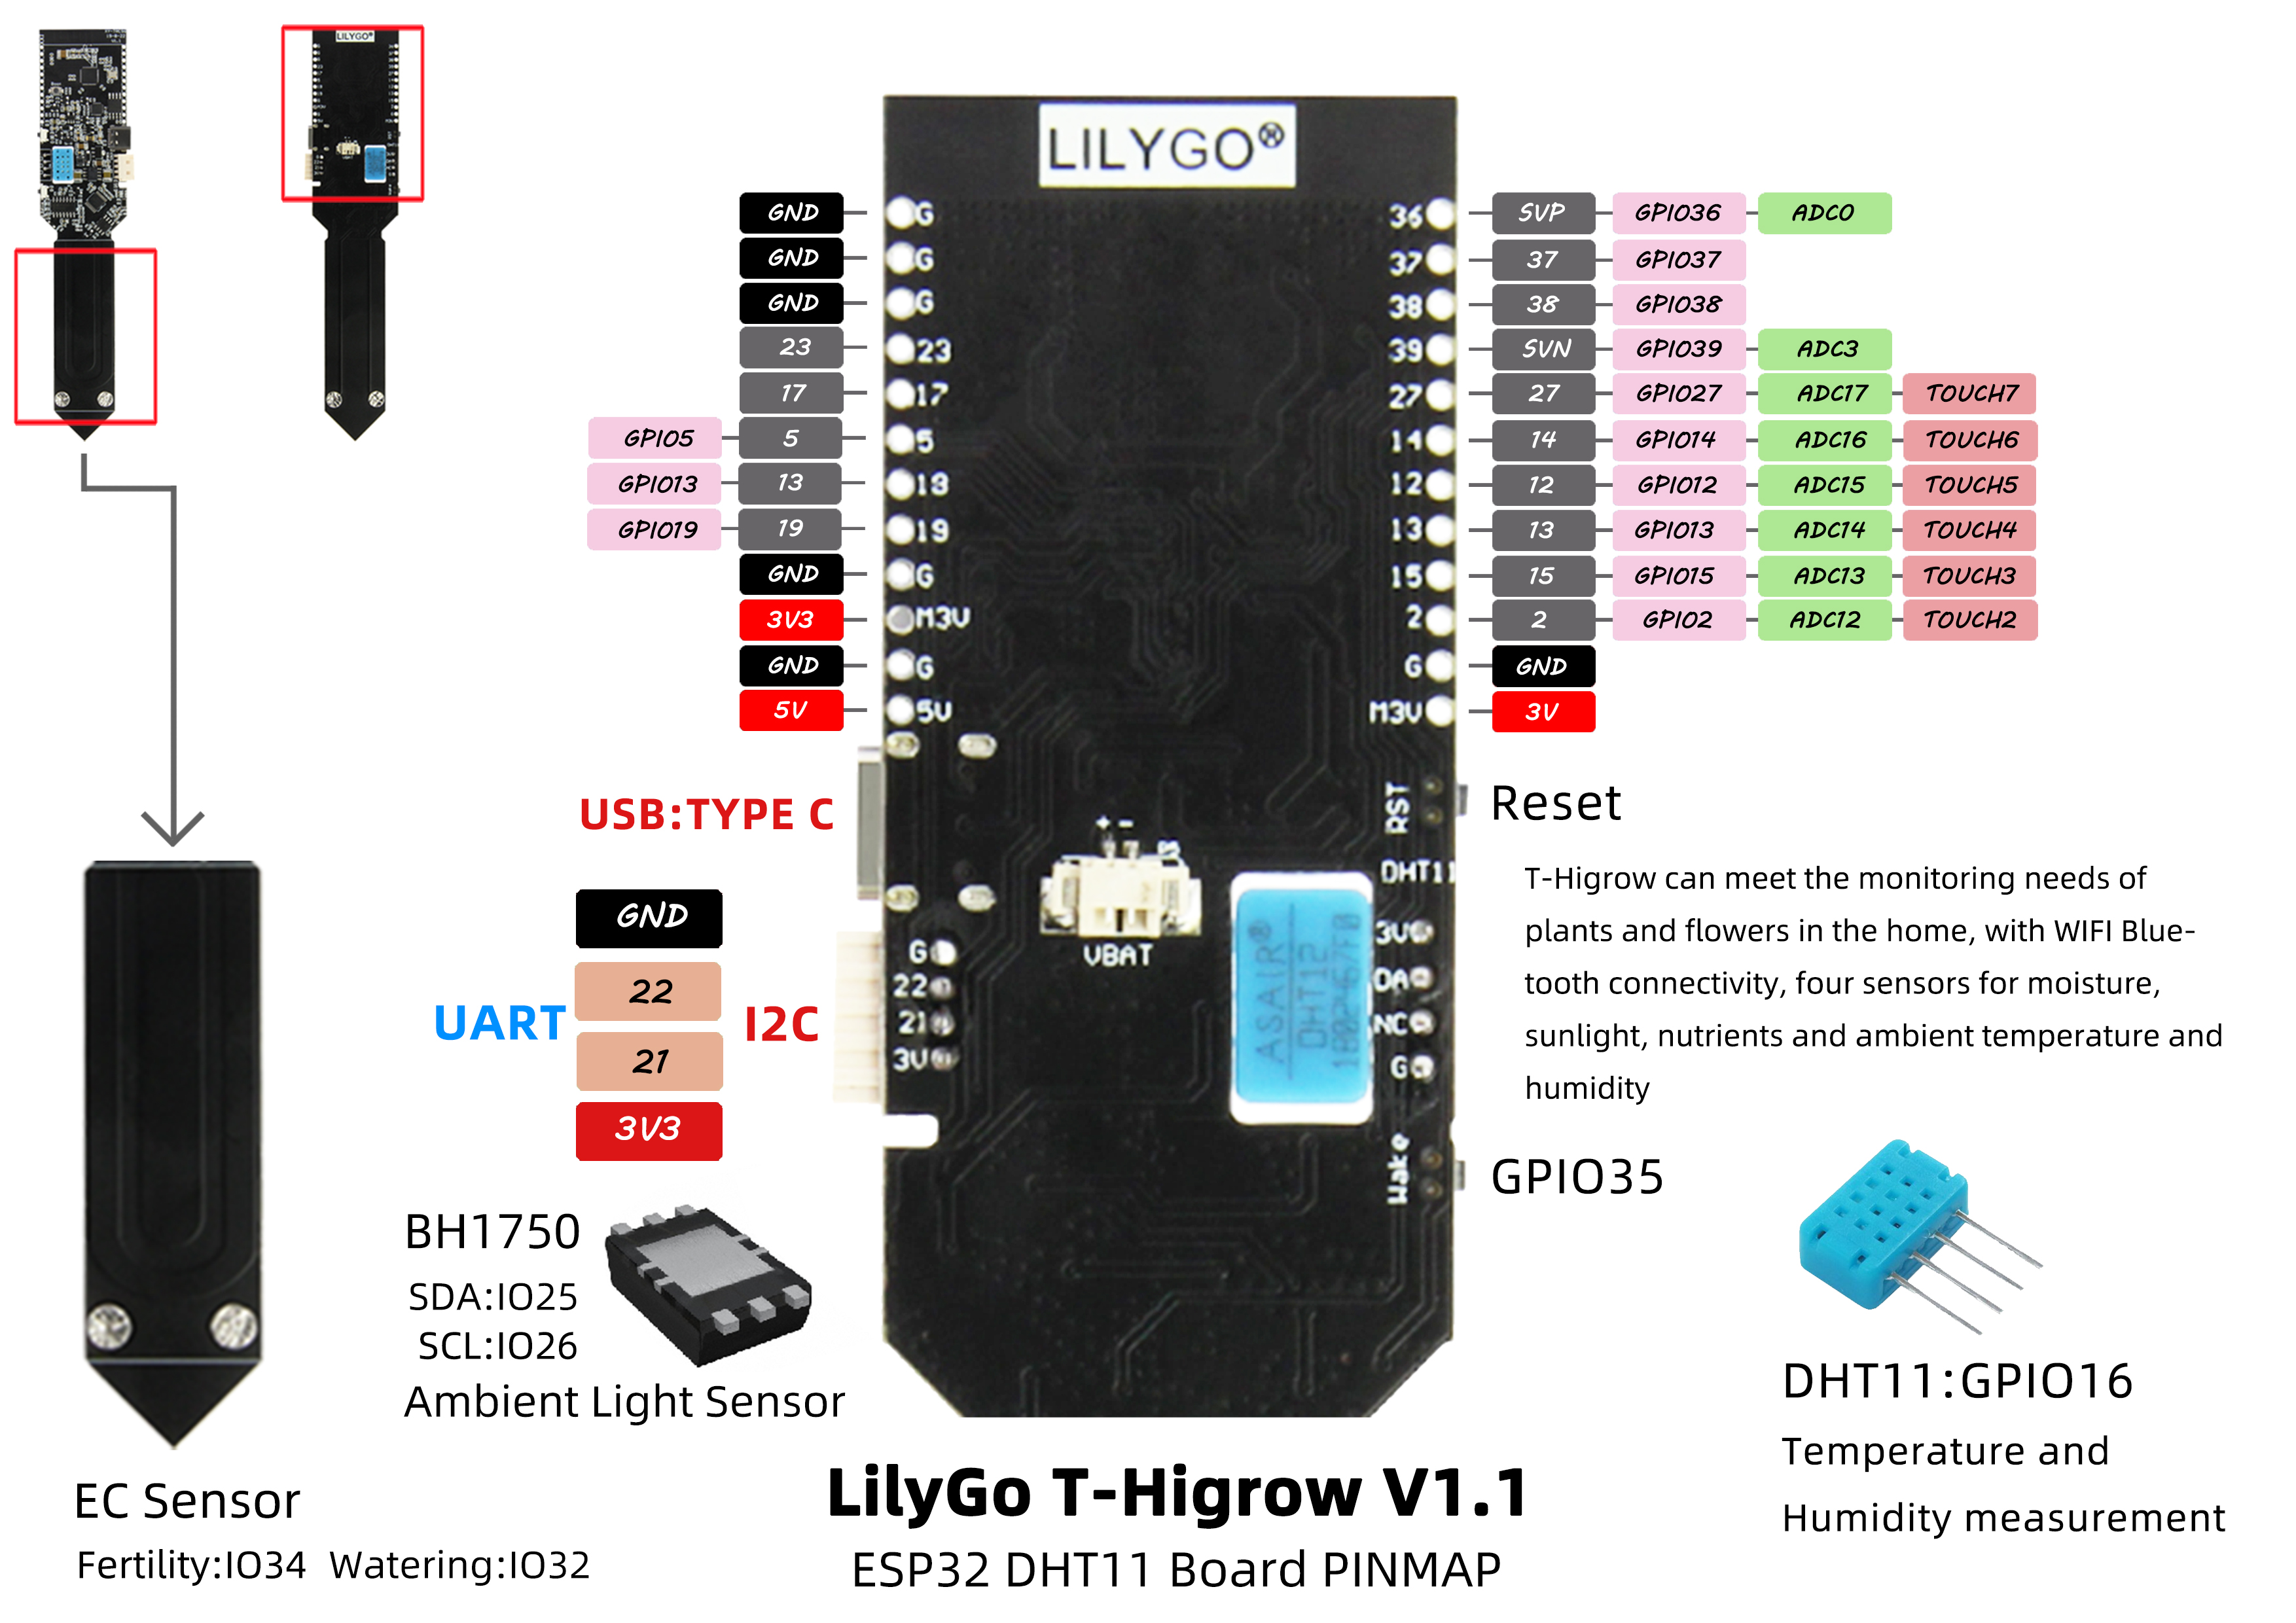 LILYGO®
LILYGO®
GND G 36 SVP GPIO36 ADC0
GND G 37 37 GPIO37
GND G 38 38 GPIO38
23 23 39 SVN GPIO39 ADC3
17 17 27 27 GPIO27 ADC17 TOUCH7
GPIO5 5 5 14 14 GPIO14 ADC16 TOUCH6
GPIO13 13 18 12 12 GPIO12 ADC15 TOUCH5
GPIO19 19 19 13 13 GPIO13 ADC14 TOUCH4
GND G 15 15 GPIO15 ADC13 TOUCH3
3V3 M3V 2 2 GPIO2 ADC12 TOUCH2
GND G G GND
5V 5V M3V 3V
USB:TYPE C
RST
Reset
+ -
DHT11
VBAT
ASAIR®
DHT12
3V
DA
NC
G
GND
22
21
3V3
UART
I2C
G
22
21
3V
T-Higrow can meet the monitoring needs of
plants and flowers in the home, with WIFI Blue-
tooth connectivity, four sensors for moisture,
sunlight, nutrients and ambient temperature and
humidity
Wake
GPIO35
BH1750
SDA:IO25
SCL:IO26
Ambient Light Sensor
DHT11:GPIO16
Temperature and
Humidity measurement
EC Sensor
Fertility:IO34 Watering:IO32
LilyGo T-Higrow V1.1
ESP32 DHT11 Board PINMAP